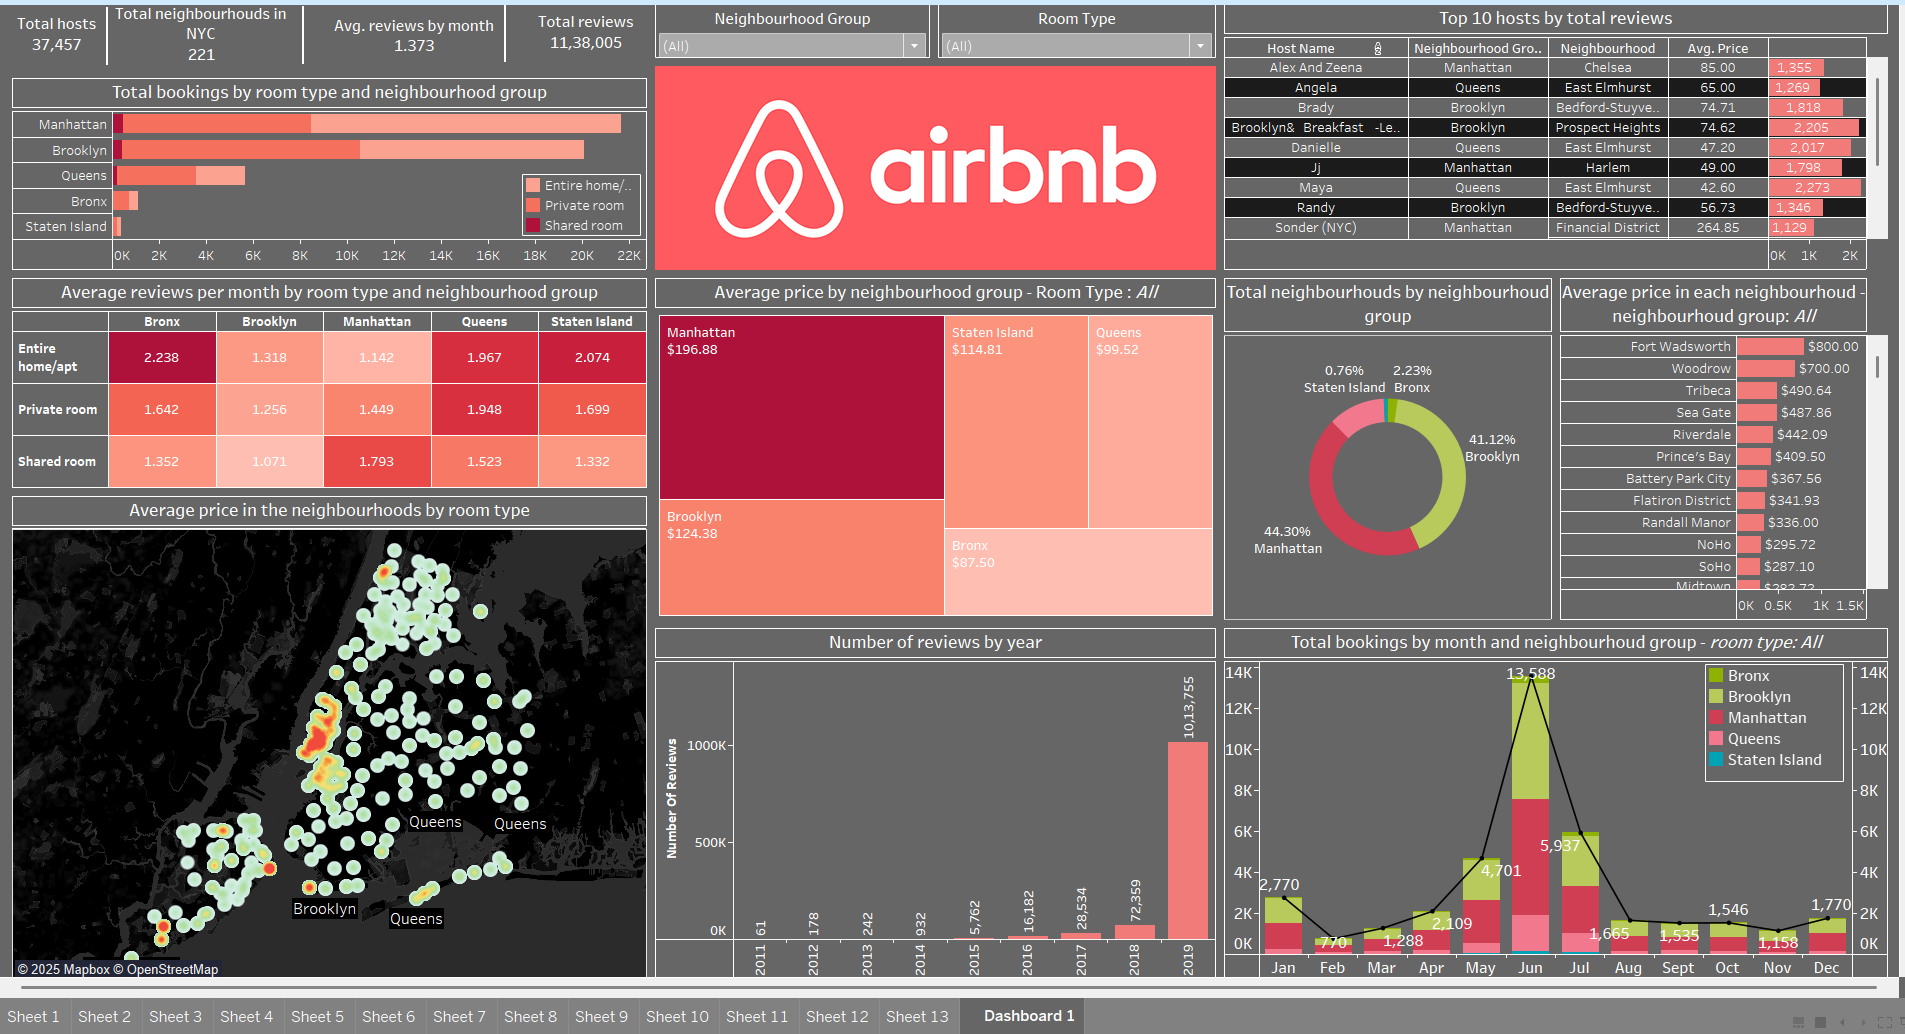 Total hosts
37,457
Total neighbourhouds in
NYC
221
Avg. reviews by month
1.373
Total reviews
11,38,005
Neighbourhood Group
(All)
Room Type
(All)
Top 10 hosts by total reviews
Host Name Neighbourhood Gro.. Neighbourhood Avg. Price
Alex And Zeena Manhattan Chelsea 85.00 1,355
Angela Queens East Elmhurst 65.00 1,269
Brady Brooklyn Bedford-Stuyve.. 74.71 1,818
Brooklyn& Breakfast -Le.. Brooklyn Prospect Heights 74.62 2,205
Danielle Queens East Elmhurst 47.20 2,017
Jj Manhattan Harlem 49.00 1,798
Maya Queens East Elmhurst 42.60 2,273
Randy Brooklyn Bedford-Stuyve.. 56.73 1,346
Sonder (NYC) Manhattan Financial District 264.85 1,129
0K 1K 2K
Total bookings by room type and neighbourhood group
Manhattan
Brooklyn
Queens
Bronx
Staten Island
Entire home/..
Private room
Shared room
0K 2K 4K 6K 8K 10K 12K 14K 16K 18K 20K 22K
airbnb
Average reviews per month by room type and neighbourhood group
Bronx Brooklyn Manhattan Queens Staten Island
Entire
home/apt
2.238 1.318 1.142 1.967 2.074
Private room 1.642 1.256 1.449 1.948 1.699
Shared room 1.352 1.071 1.793 1.523 1.332
Average price by neighbourhood group - Room Type : All
Manhattan
$196.88
Staten Island
$114.81
Queens
$99.52
Brooklyn
$124.38
Bronx
$87.50
Total neighbourhouds by neighbourhoud
group
0.76%
Staten Island
2.23%
Bronx
41.12%
Brooklyn
44.30%
Manhattan
Average price in each neighbourhoud -
neighbourhoud group: All
Fort Wadsworth $800.00
Woodrow $700.00
Tribeca $490.64
Sea Gate $487.86
Riverdale $442.09
Prince's Bay $409.50
Battery Park City $367.56
Flatiron District $341.93
Randall Manor $336.00
NoHo $295.72
SoHo $287.10
Midtown $282.72
0K 0.5K 1K 1.5K
Average price in the neighbourhoods by room type
Queens
Queens
Brooklyn
Queens
© 2025 Mapbox © OpenStreetMap
Number of reviews by year
Number Of Reviews
1000K
500K
0K
61
178
242
932
5,762
16,182
28,534
72,359
10,13,755
2011 2012 2013 2014 2015 2016 2017 2018 2019
Total bookings by month and neighbourhoud group - room type: All
14K
12K
10K
8K
6K
4K
2K
0K
2,770
770
1,288
2,109
4,701
13,588
5,937
1,665
1,535
1,546
1,158
1,770
Bronx
Brooklyn
Manhattan
Queens
Staten Island
14K
12K
10K
8K
6K
4K
2K
0K
Jan Feb Mar Apr May Jun Jul Aug Sept Oct Nov Dec
Sheet 1 Sheet 2 Sheet 3 Sheet 4 Sheet 5 Sheet 6 Sheet 7 Sheet 8 Sheet 9 Sheet 10 Sheet 11 Sheet 12 Sheet 13 Dashboard 1